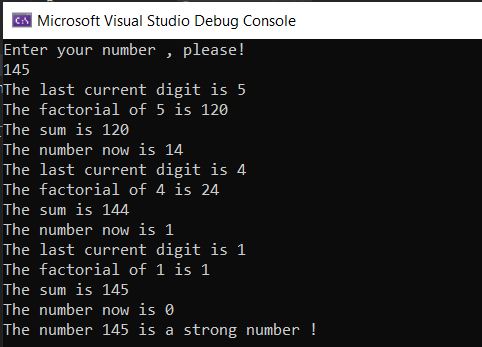 C:\ Microsoft Visual Studio Debug Console
Enter your number , please!
145
The last current digit is 5
The factorial of 5 is 120
The sum is 120
The number now is 14
The last current digit is 4
The factorial of 4 is 24
The sum is 144
The number now is 1
The last current digit is 1
The factorial of 1 is 1
The sum is 145
The number now is 0
The number 145 is a strong number !